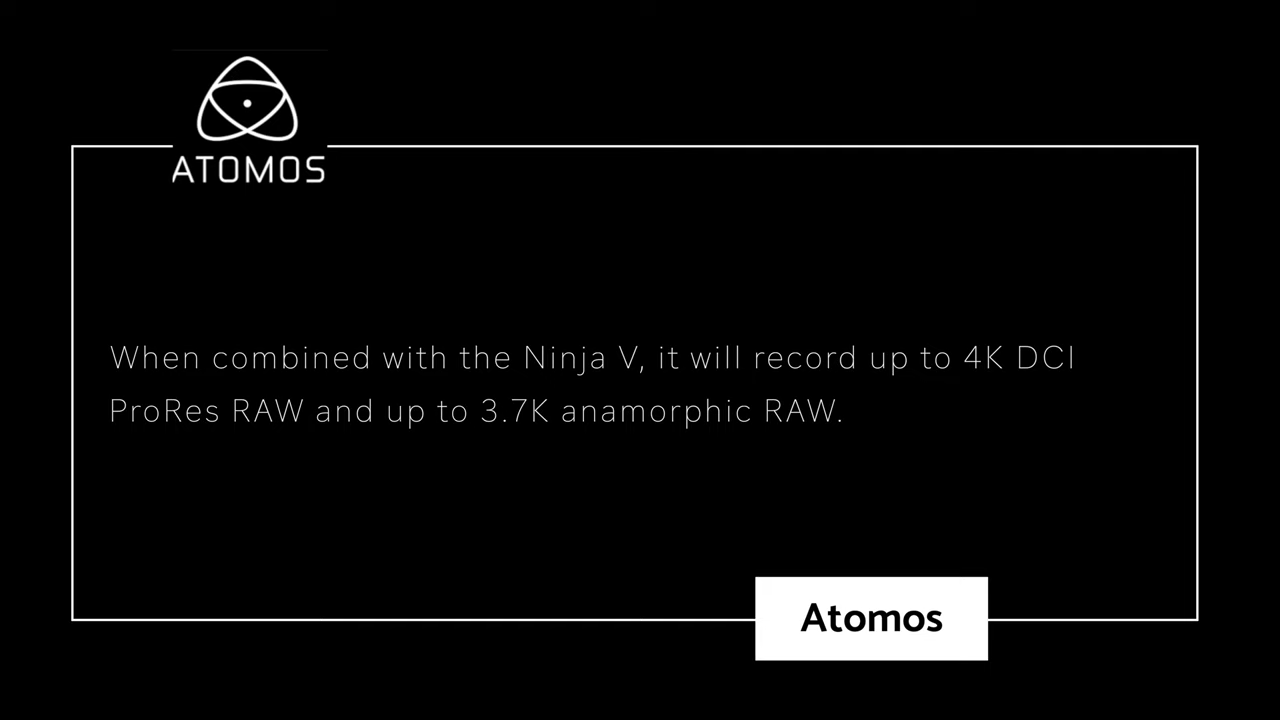 ATOMOS
When combined with the Ninja V, it will record up to 4K DCI
ProRes RAW and up to 3.7K anamorphic RAW.
Atomos